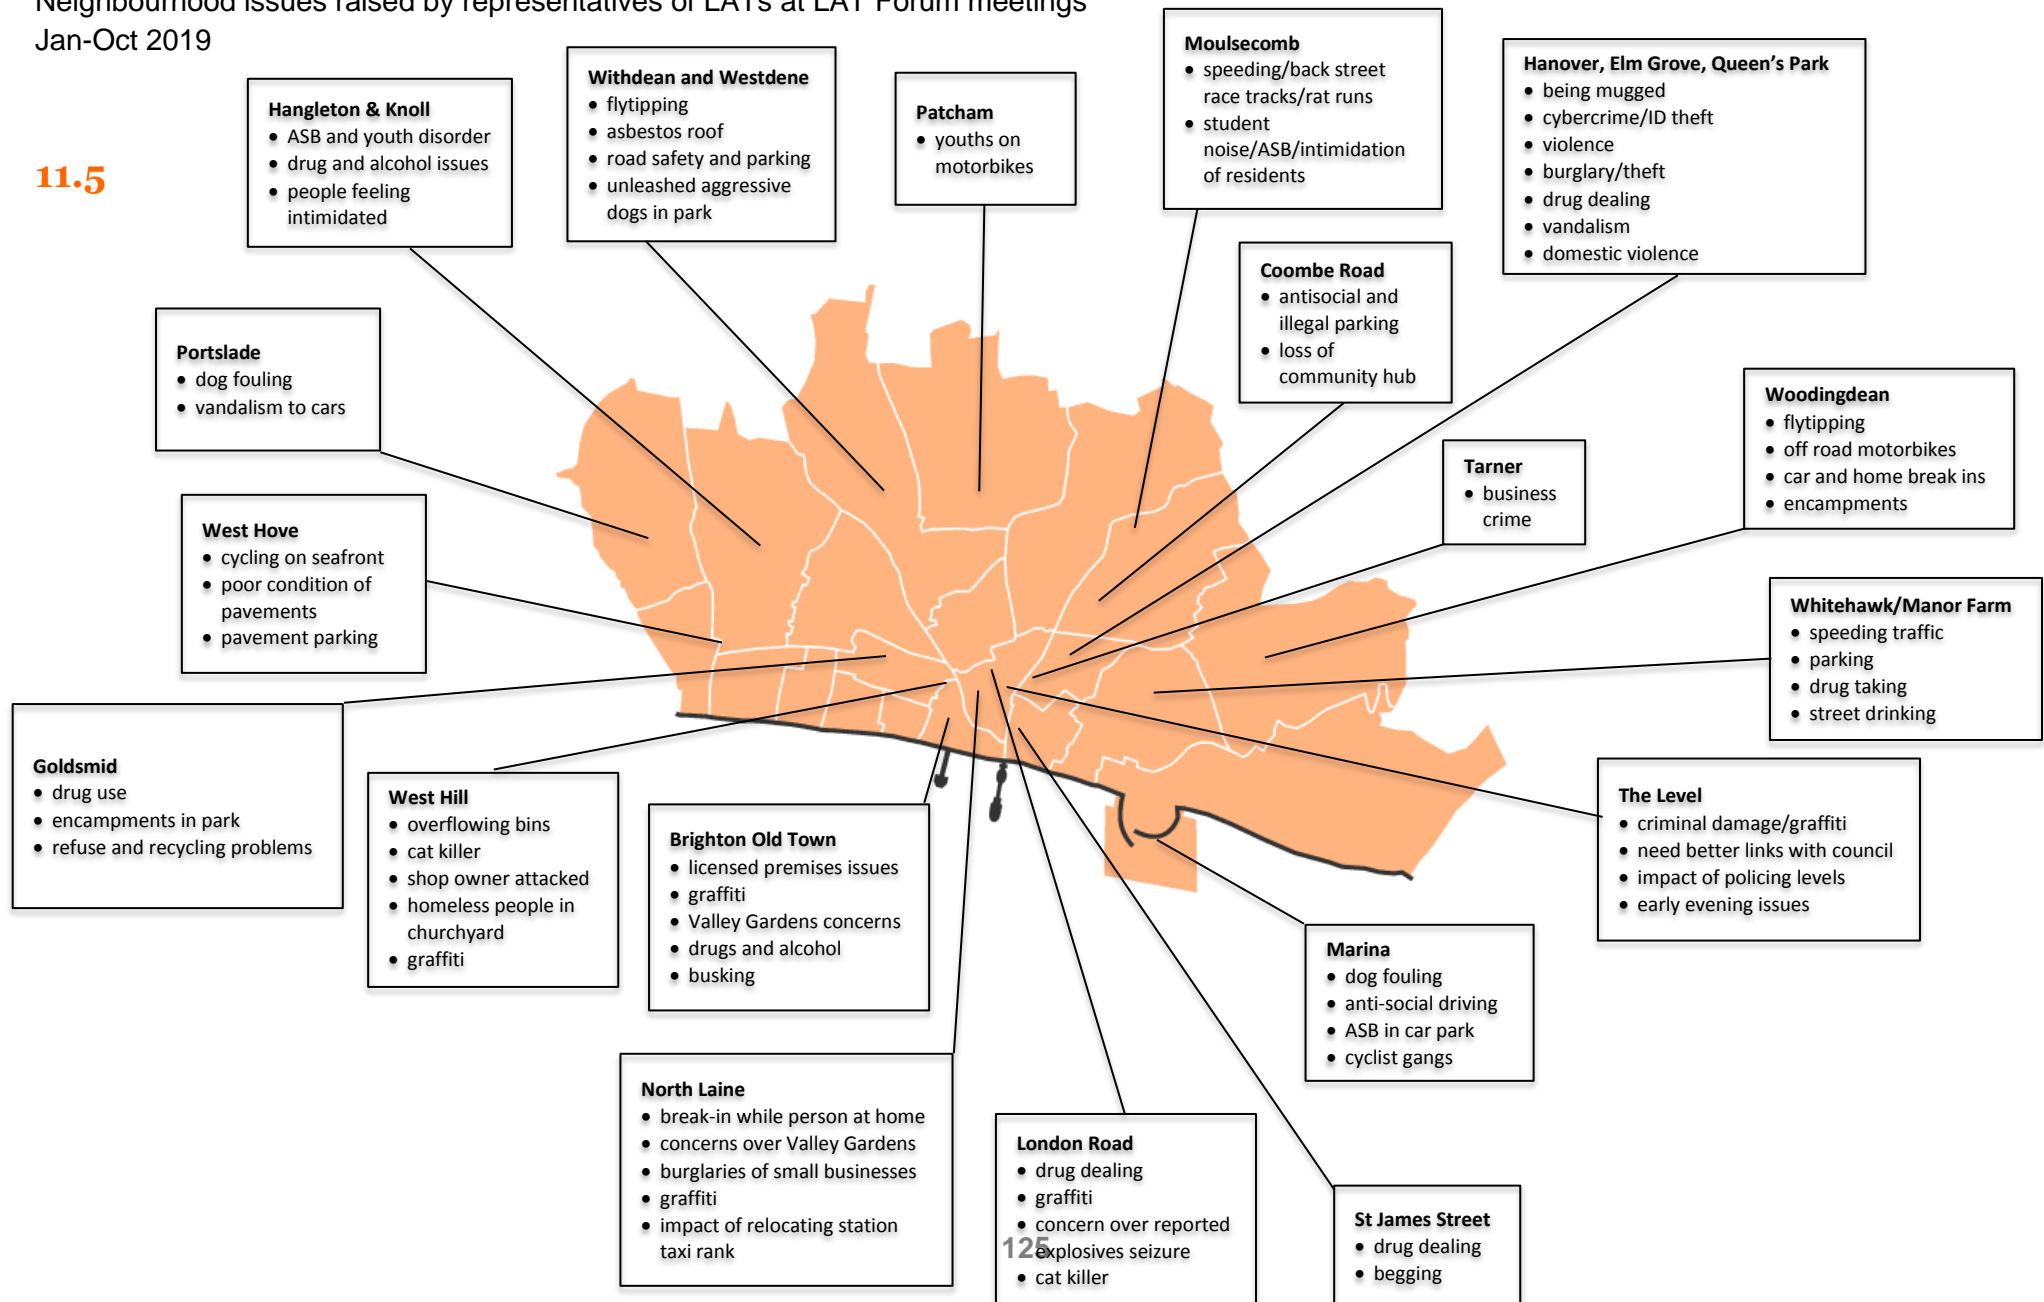 Neighbourhood issues raised by representatives of LATs at LAT Forum meetings
Jan-Oct 2019
11.5
Hangleton & Knoll
• ASB and youth disorder
• drug and alcohol issues
• people feeling
intimidated
Withdean and Westdene
• flytipping
• asbestos roof
• road safety and parking
• unleashed aggressive
dogs in park
Patcham
• youths on
motorbikes
Moulsecomb
• speeding/back street
race tracks/rat runs
• student
noise/ASB/intimidation
of residents
Hanover, Elm Grove, Queen’s Park
• being mugged
• cybercrime/ID theft
• violence
• burglary/theft
• drug dealing
• vandalism
• domestic violence
Coombe Road
• antisocial and
illegal parking
• loss of
community hub
Portslade
• dog fouling
• vandalism to cars
Woodingdean
• flytipping
• off road motorbikes
• car and home break ins
• encampments
Tarner
• business
crime
West Hove
• cycling on seafront
• poor condition of
pavements
• pavement parking
Whitehawk/Manor Farm
• speeding traffic
• parking
• drug taking
• street drinking
Goldsmid
• drug use
• encampments in park
• refuse and recycling problems
West Hill
• overflowing bins
• cat killer
• shop owner attacked
• homeless people in
churchyard
• graffiti
Brighton Old Town
• licensed premises issues
• graffiti
• Valley Gardens concerns
• drugs and alcohol
• busking
The Level
• criminal damage/graffiti
• need better links with council
• impact of policing levels
• early evening issues
Marina
• dog fouling
• anti-social driving
• ASB in car park
• cyclist gangs
North Laine
• break-in while person at home
• concerns over Valley Gardens
• burglaries of small businesses
• graffiti
• impact of relocating station
taxi rank
London Road
• drug dealing
• graffiti
• concern over reported
explosives seizure
• cat killer
St James Street
• drug dealing
• begging
125